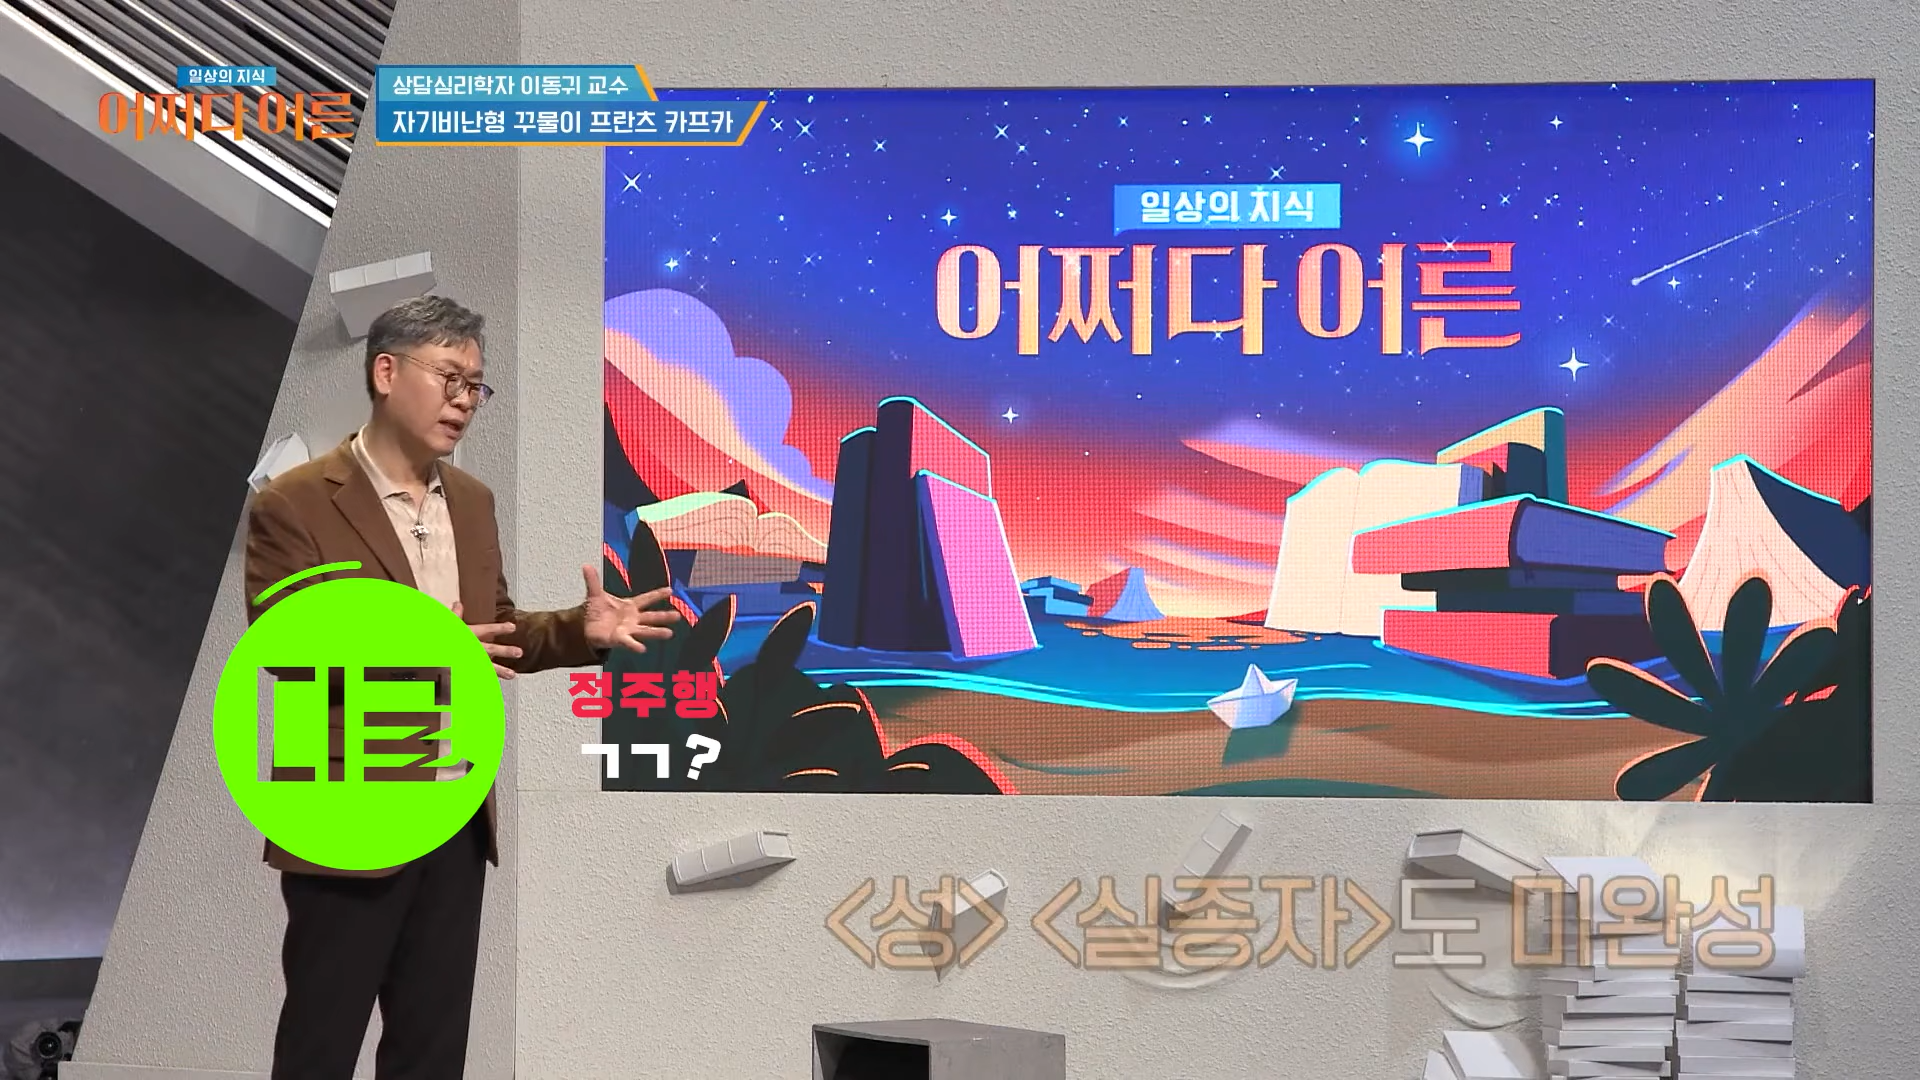 일상의 지식
어쩌다 어른
상담심리학자 이동귀 교수
자기비난형 꾸물이 프란츠 카프카
일상의 지식
어쩌다 어른
디글
정주행
ㄱㄱ?
<성> <실종자>도 미완성